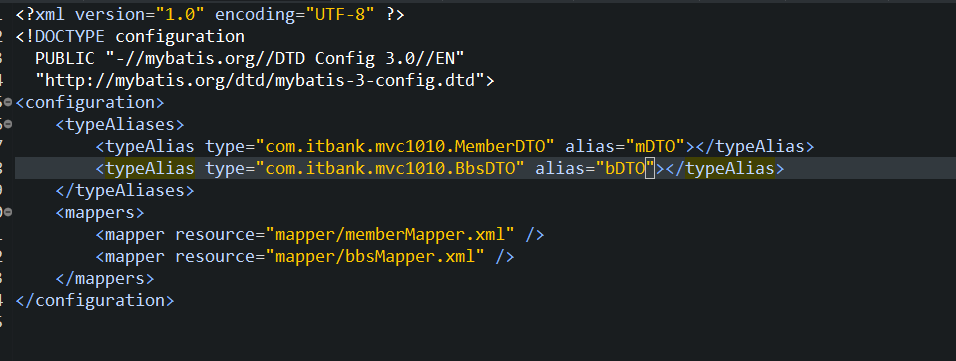 <?xml version="1.0" encoding="UTF-8" ?>
<!DOCTYPE configuration
PUBLIC "-//mybatis.org//DTD Config 3.0//EN"
"http://mybatis.org/dtd/mybatis-3-config.dtd">
<configuration>
<typeAliases>
<typeAlias type="com.itbank.mvc1010.MemberDTO" alias="mDTO"></typeAlias>
<typeAlias type="com.itbank.mvc1010.BbsDTO" alias="bDTO"></typeAlias>
</typeAliases>
<mappers>
<mapper resource="mapper/memberMapper.xml" />
<mapper resource="mapper/bbsMapper.xml" />
</mappers>
</configuration>